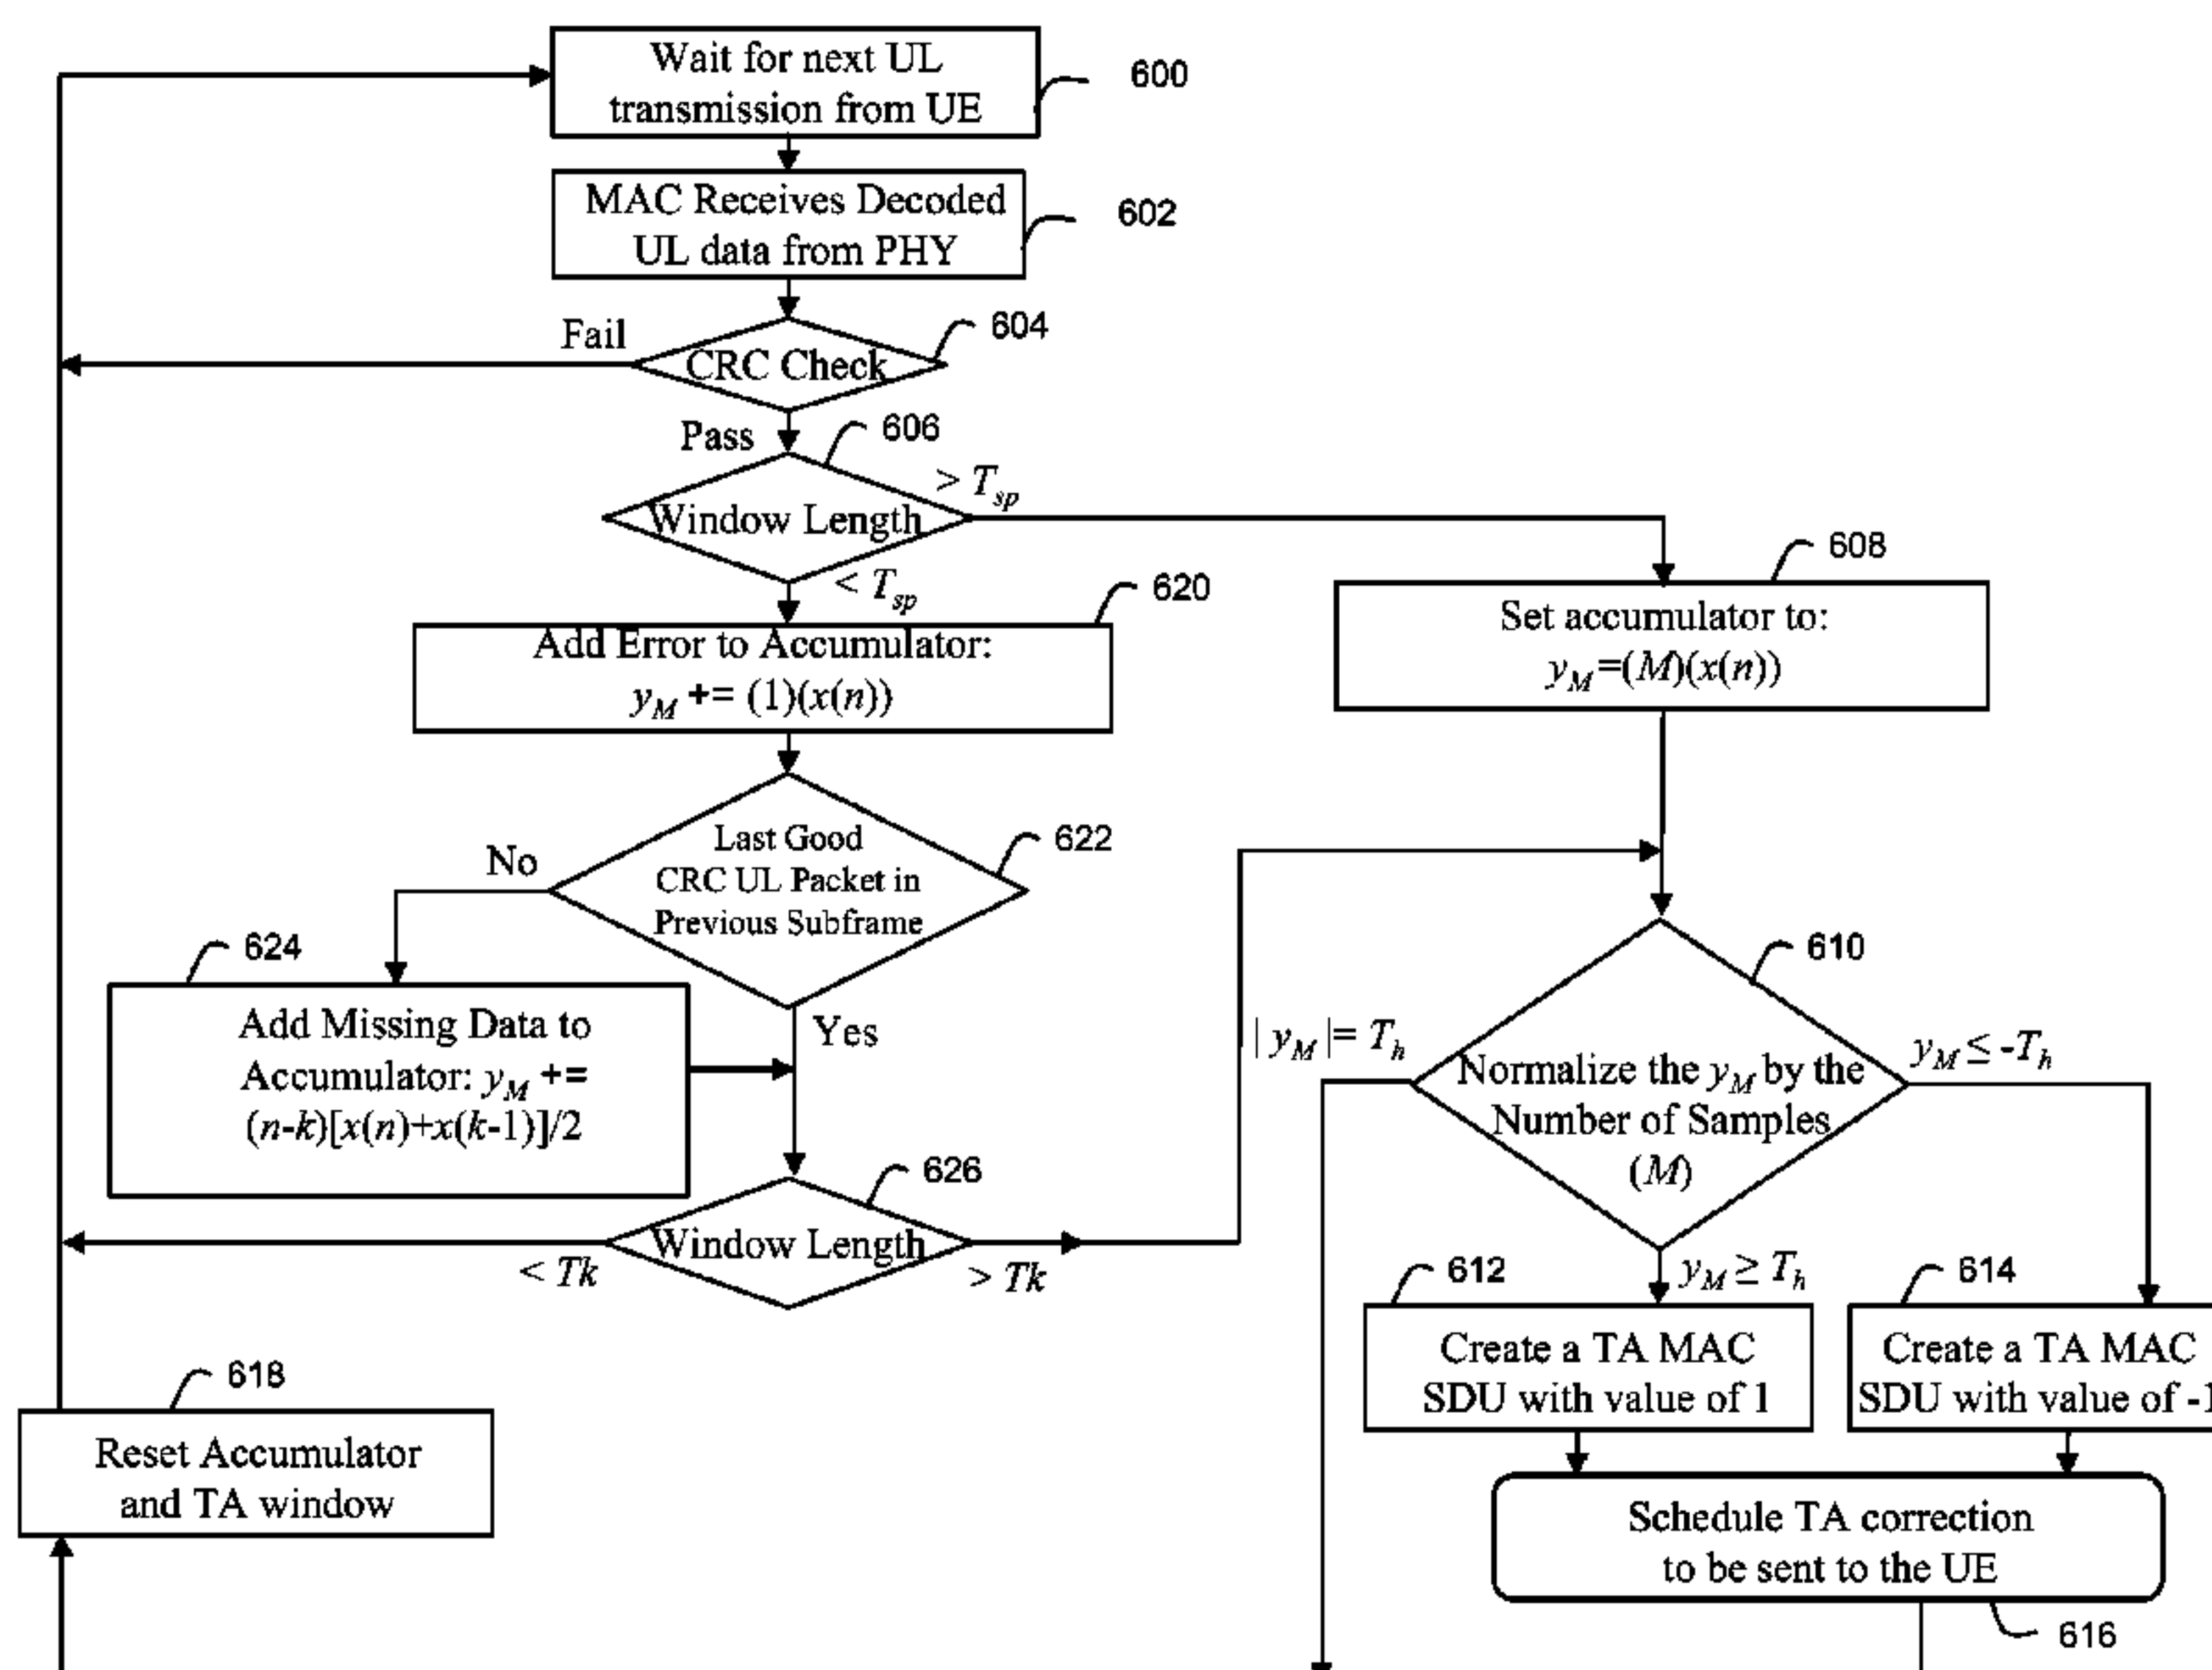 Wait for next UL
transmission from UE
600
MAC Receives Decoded
UL data from PHY
602
Fail
CRC Check
604
Pass
606
> T_sp
Window Length
< T_sp
608
Set accumulator to:
y_M =(M)(x(n))
620
Add Error to Accumulator:
y_M += (1)(x(n))
Last Good
CRC UL Packet in
Previous Subframe
622
No
Yes
624
Add Missing Data to
Accumulator: y_M +=
(n-k)[x(n)+x(k-1)]/2
626
Window Length
< Tk
> Tk
610
| y_M |= T_h
Normalize the y_M by the
Number of Samples
(M)
y_M ≤ -T_h
y_M ≥ T_h
612
Create a TA MAC
SDU with value of 1
614
Create a TA MAC
SDU with value of -1
618
Reset Accumulator
and TA window
Schedule TA correction
to be sent to the UE
616